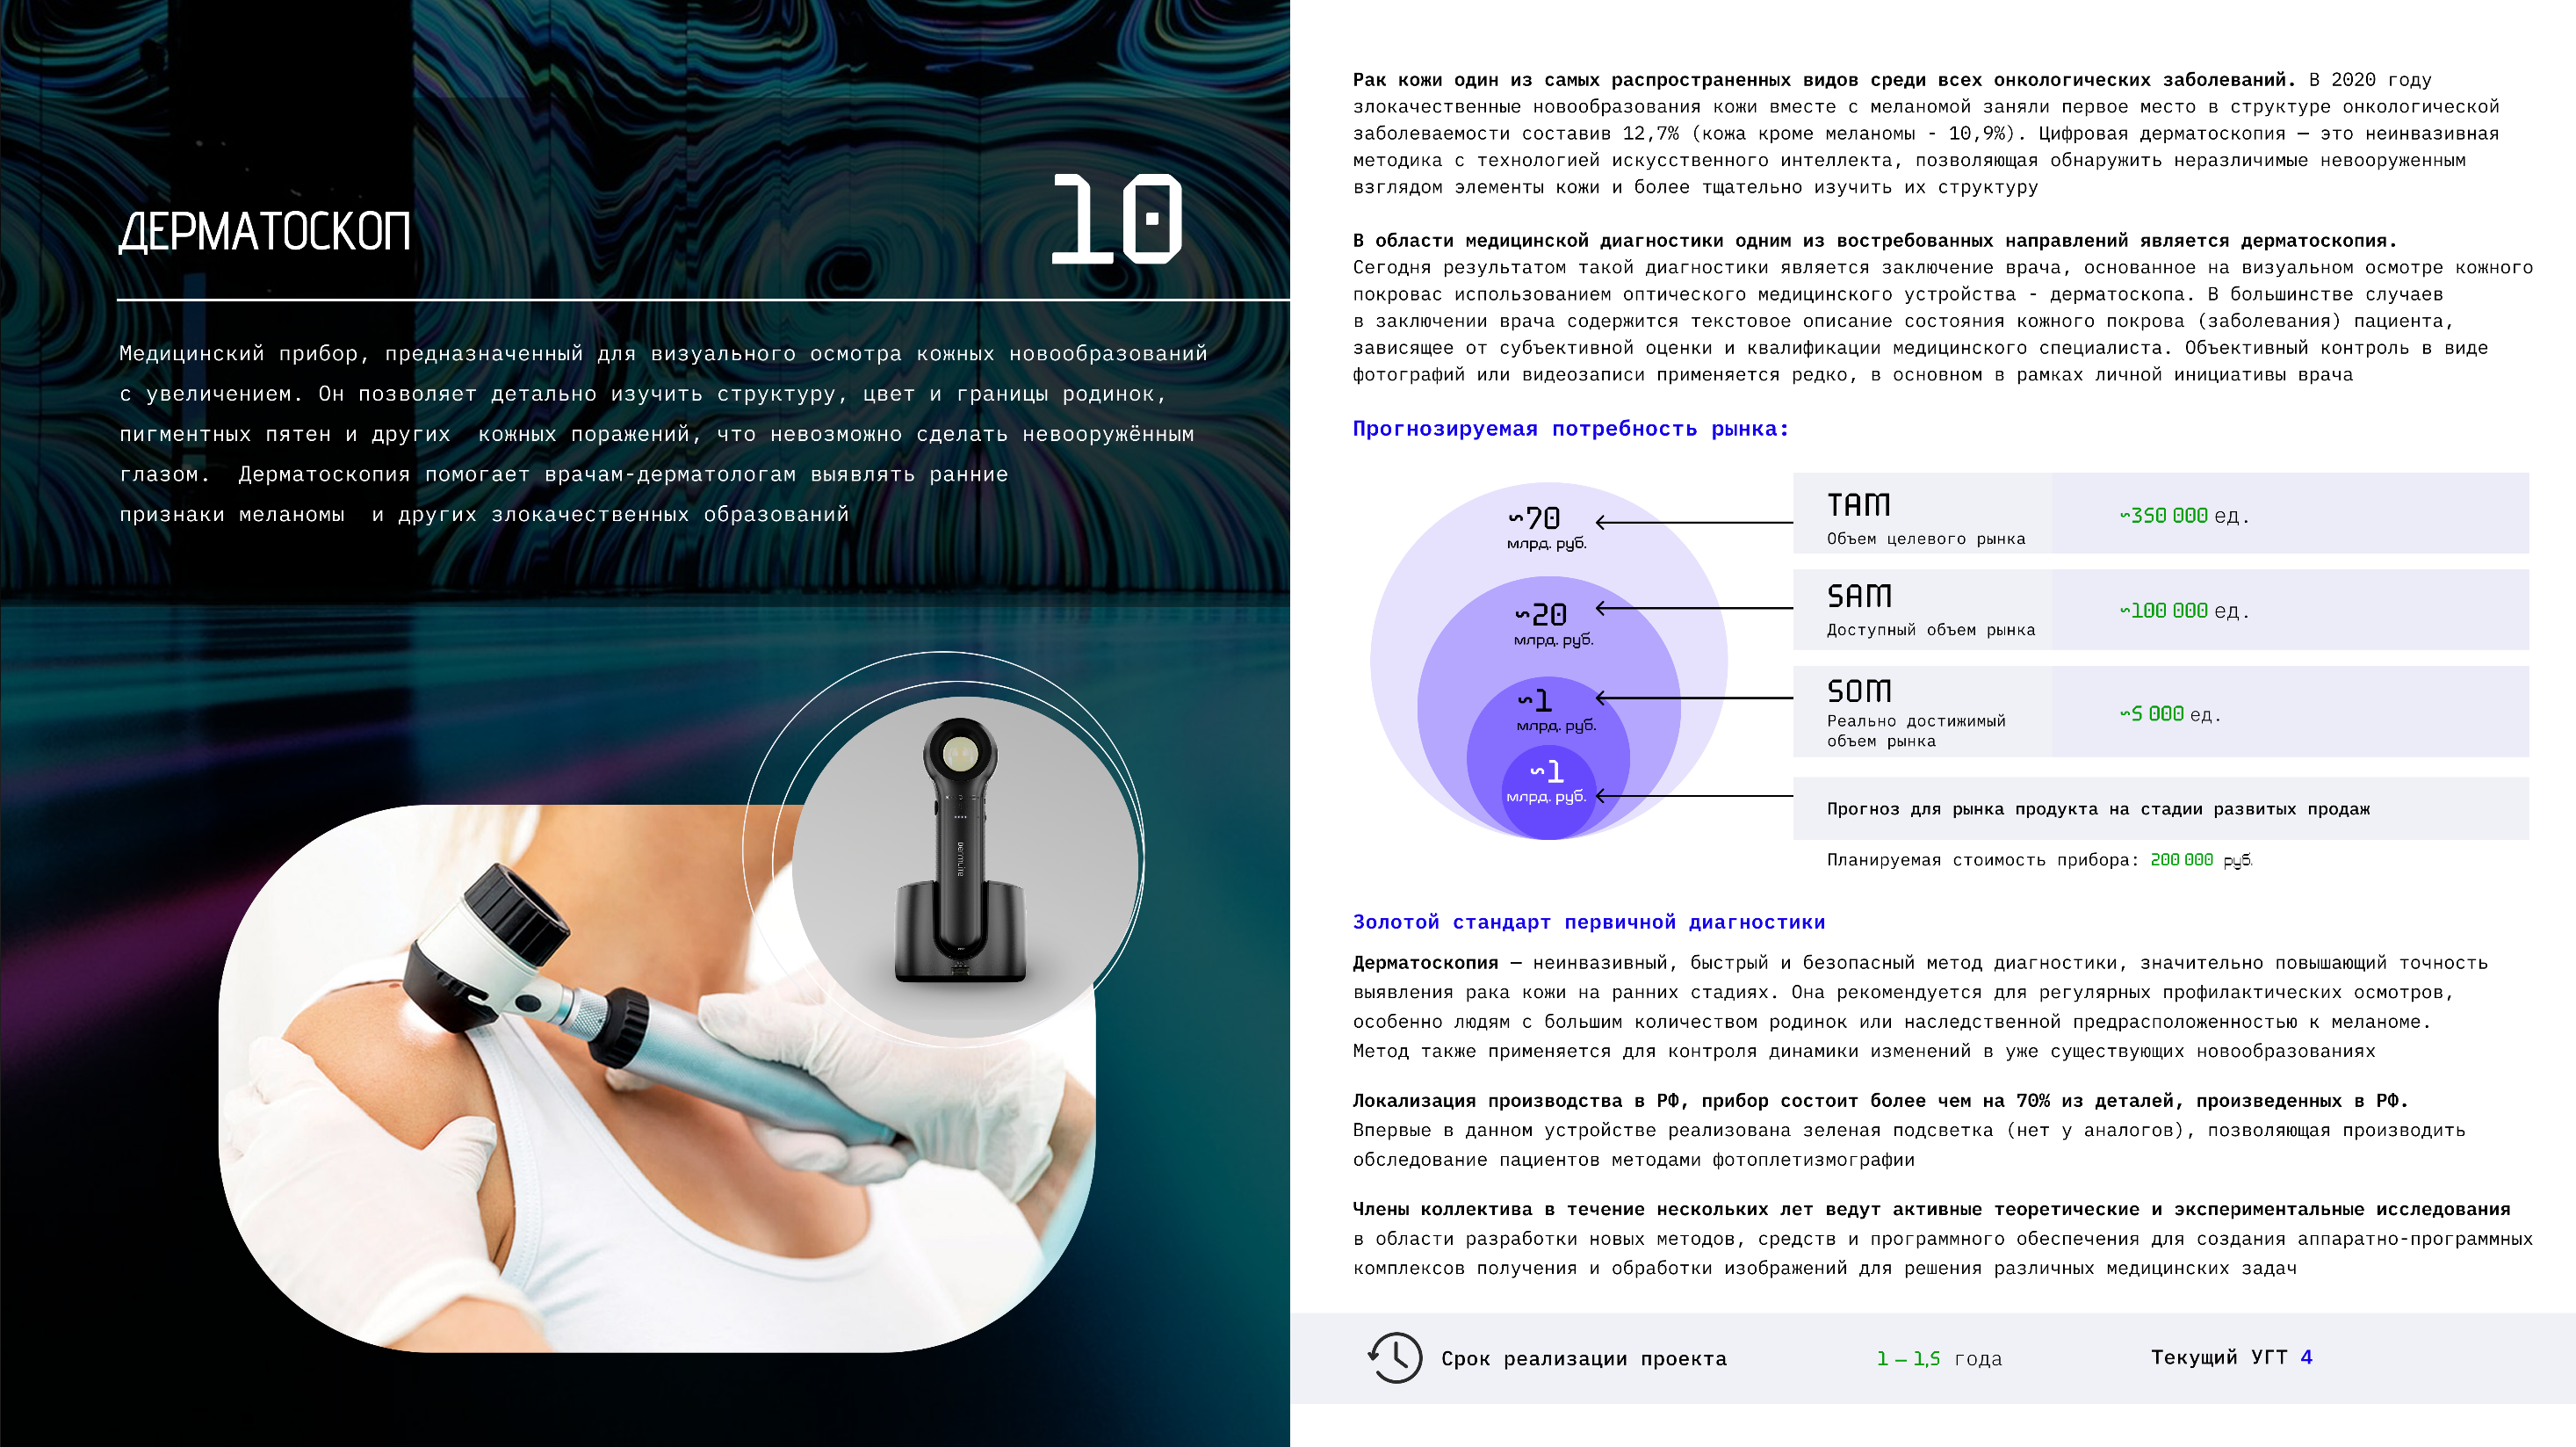 ДЕРМАТОСКОП
10
Медицинский прибор, предназначенный для визуального осмотра кожных новообразований
с увеличением. Он позволяет детально изучить структуру, цвет и границы родинок,
пигментных пятен и других  кожных поражений, что невозможно сделать невооружённым
глазом.  Дерматоскопия помогает врачам-дерматологам выявлять ранние
признаки меланомы  и других злокачественных образований
Рак кожи один из самых распространенных видов среди всех онкологических заболеваний. В 2020 году
злокачественные новообразования кожи вместе с меланомой заняли первое место в структуре онкологической
заболеваемости составив 12,7% (кожа кроме меланомы - 10,9%). Цифровая дерматоскопия — это неинвазивная
методика с технологией искусственного интеллекта, позволяющая обнаружить неразличимые невооруженным
взглядом элементы кожи и более тщательно изучить их структуру
В области медицинской диагностики одним из востребованных направлений является дерматоскопия.
Сегодня результатом такой диагностики является заключение врача, основанное на визуальном осмотре кожного
покровас использованием оптического медицинского устройства - дерматоскопа. В большинстве случаев
в заключении врача содержится текстовое описание состояния кожного покрова (заболевания) пациента,
зависящее от субъективной оценки и квалификации медицинского специалиста. Объективный контроль в виде
фотографий или видеозаписи применяется редко, в основном в рамках личной инициативы врача
Прогнозируемая потребность рынка:
~70
млрд. руб.
TAM
Объем целевого рынка
~350 000 ед.
~20
млрд. руб.
SAM
Доступный объем рынка
~100 000 ед.
~1
млрд. руб.
SOM
Реально достижимый
объем рынка
~5 000 ед.
~1
млрд. руб.
Прогноз для рынка продукта на стадии развитых продаж
Планируемая стоимость прибора: 200 000 руб.
Золотой стандарт первичной диагностики
Дерматоскопия — неинвазивный, быстрый и безопасный метод диагностики, значительно повышающий точность
выявления рака кожи на ранних стадиях. Она рекомендуется для регулярных профилактических осмотров,
особенно людям с большим количеством родинок или наследственной предрасположенностью к меланоме.
Метод также применяется для контроля динамики изменений в уже существующих новообразованиях
Локализация производства в РФ, прибор состоит более чем на 70% из деталей, произведенных в РФ.
Впервые в данном устройстве реализована зеленая подсветка (нет у аналогов), позволяющая производить
обследование пациентов методами фотоплетизмографии
Члены коллектива в течение нескольких лет ведут активные теоретические и экспериментальные исследования
в области разработки новых методов, средств и программного обеспечения для создания аппаратно-программных
комплексов получения и обработки изображений для решения различных медицинских задач
Срок реализации проекта
1 — 1,5 года
Текущий УГТ 4